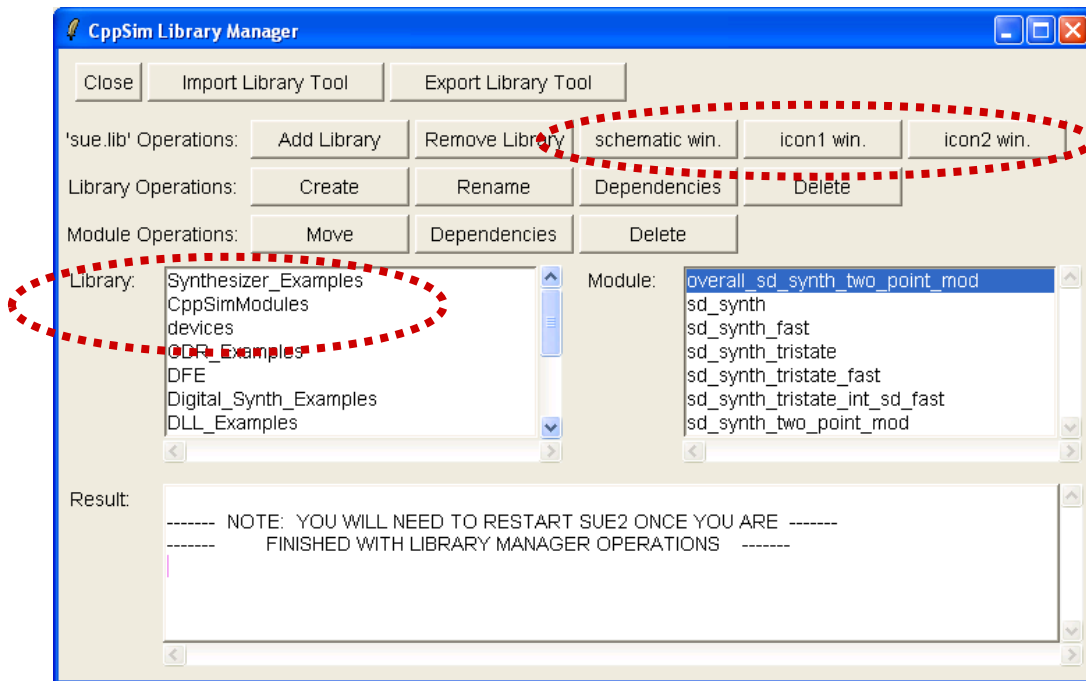 CppSim Library Manager
Close Import Library Tool Export Library Tool
'sue.lib' Operations: Add Library Remove Library schematic win. icon1 win. icon2 win.
Library Operations: Create Rename Dependencies Delete
Module Operations: Move Dependencies Delete
Library:
Synthesizer_Examples
CppSimModules
devices
CDR_Examples
DFE
Digital_Synth_Examples
DLL_Examples
Module:
overall_sd_synth_two_point_mod
sd_synth
sd_synth_fast
sd_synth_tristate
sd_synth_tristate_fast
sd_synth_tristate_int_sd_fast
sd_synth_two_point_mod
Result:
------- NOTE: YOU WILL NEED TO RESTART SUE2 ONCE YOU ARE -------
------- FINISHED WITH LIBRARY MANAGER OPERATIONS -------